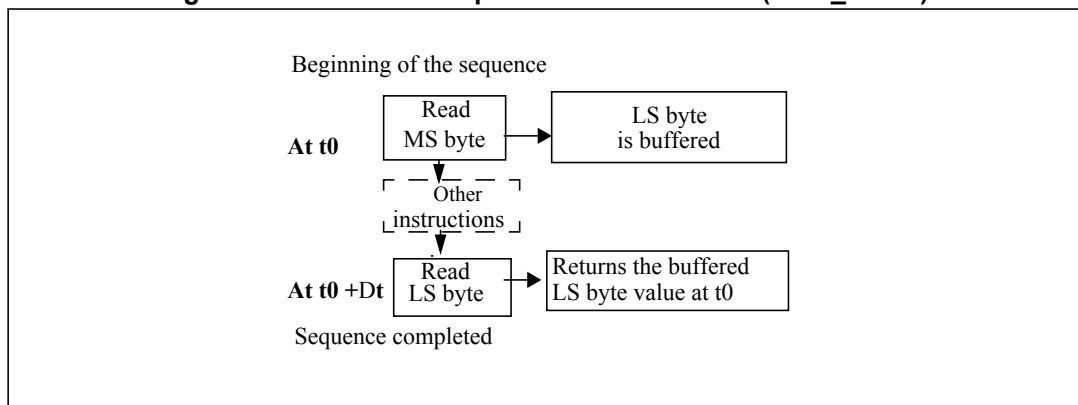 Beginning of the sequence
Read
MS byte
LS byte
is buffered
At t0
Other
instructions
Read
LS byte
Returns the buffered
LS byte value at t0
At t0 +Dt
Sequence completed